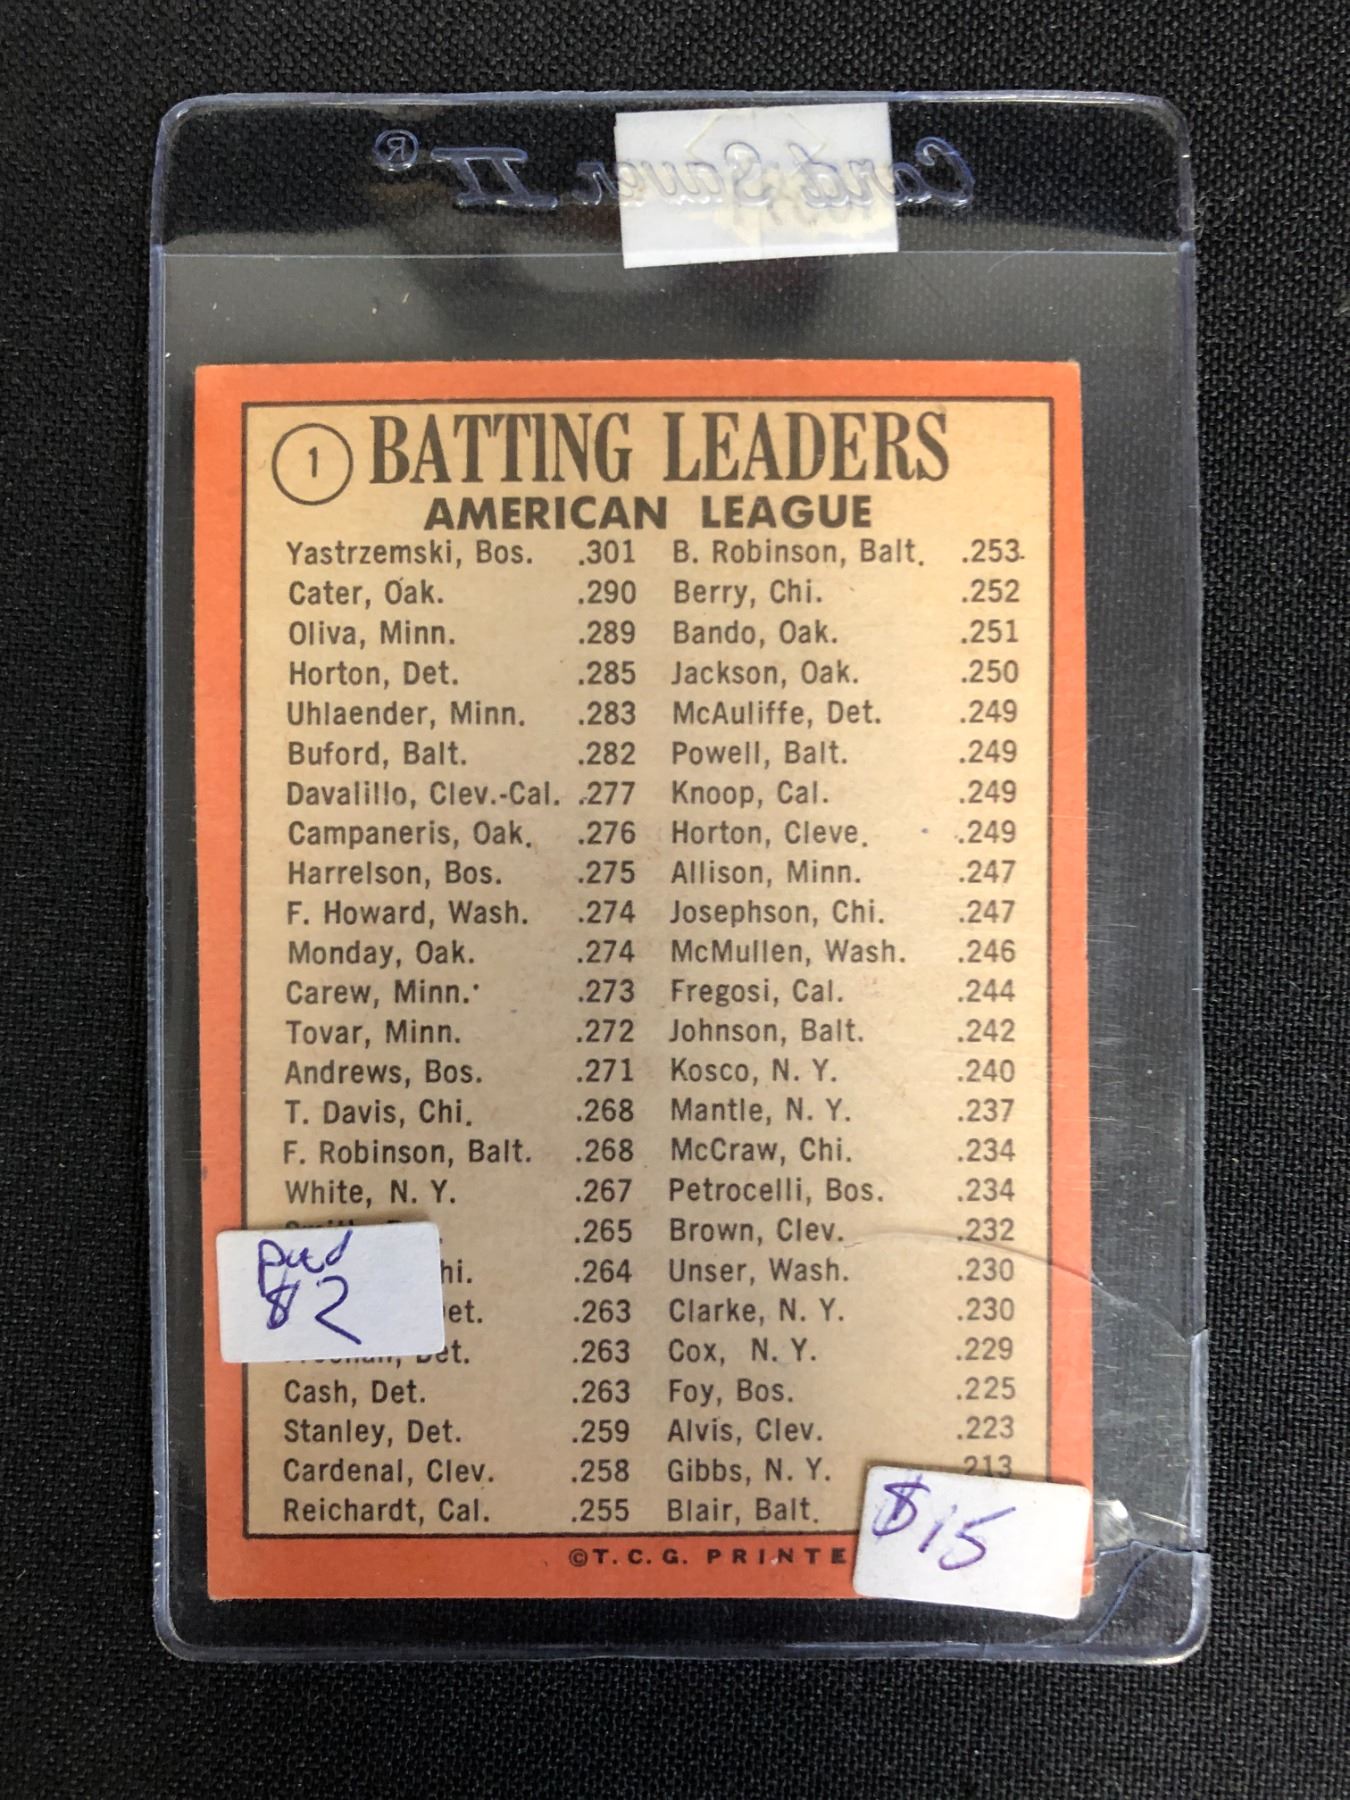 Card Saver II®
1 BATTING LEADERS
AMERICAN LEAGUE
Yastrzemski, Bos. .301
Cater, Oak. .290
Oliva, Minn. .289
Horton, Det. .285
Uhlaender, Minn. .283
Buford, Balt. .282
Davalillo, Clev.-Cal. .277
Campaneris, Oak. .276
Harrelson, Bos. .275
F. Howard, Wash. .274
Monday, Oak. .274
Carew, Minn. .273
Tovar, Minn. .272
Andrews, Bos. .271
T. Davis, Chi. .268
F. Robinson, Balt. .268
White, N. Y. .267
.265
hi. .264
et. .263
Det. .263
Cash, Det. .263
Stanley, Det. .259
Cardenal, Clev. .258
Reichardt, Cal. .255
B. Robinson, Balt. .253
Berry, Chi. .252
Bando, Oak. .251
Jackson, Oak. .250
McAuliffe, Det. .249
Powell, Balt. .249
Knoop, Cal. .249
Horton, Cleve. .249
Allison, Minn. .247
Josephson, Chi. .247
McMullen, Wash. .246
Fregosi, Cal. .244
Johnson, Balt. .242
Kosco, N. Y. .240
Mantle, N. Y. .237
McCraw, Chi. .234
Petrocelli, Bos. .234
Brown, Clev. .232
Unser, Wash. .230
Clarke, N. Y. .230
Cox, N. Y. .229
Foy, Bos. .225
Alvis, Clev. .223
Gibbs, N. Y. .213
Blair, Balt.
©T. C. G. PRINTE
paid
$2
$15